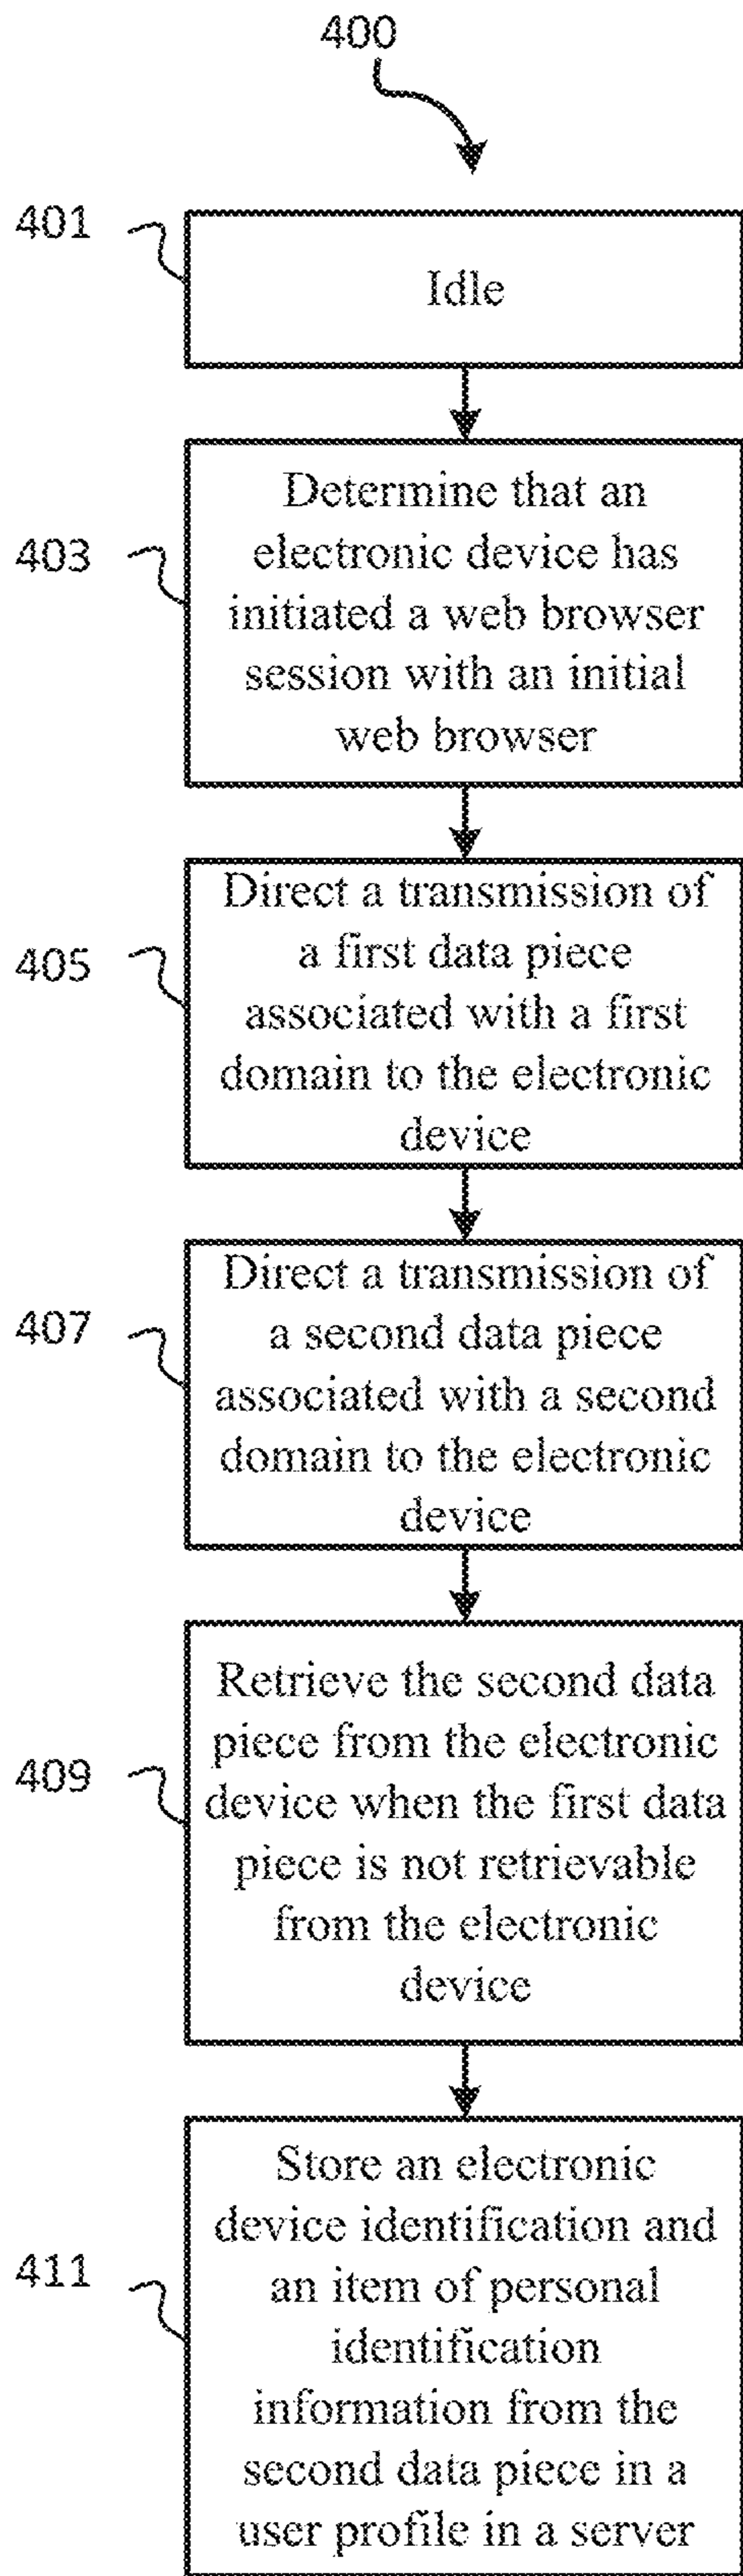 400
401
Idle
403
Determine that an
electronic device has
initiated a web browser
session with an initial
web browser
405
Direct a transmission of
a first data piece
associated with a first
domain to the electronic
device
407
Direct a transmission of
a second data piece
associated with a second
domain to the electronic
device
409
Retrieve the second data
piece from the electronic
device when the first data
piece is not retrievable
from the electronic
device
411
Store an electronic
device identification and
an item of personal
identification
information from the
second data piece in a
user profile in a server